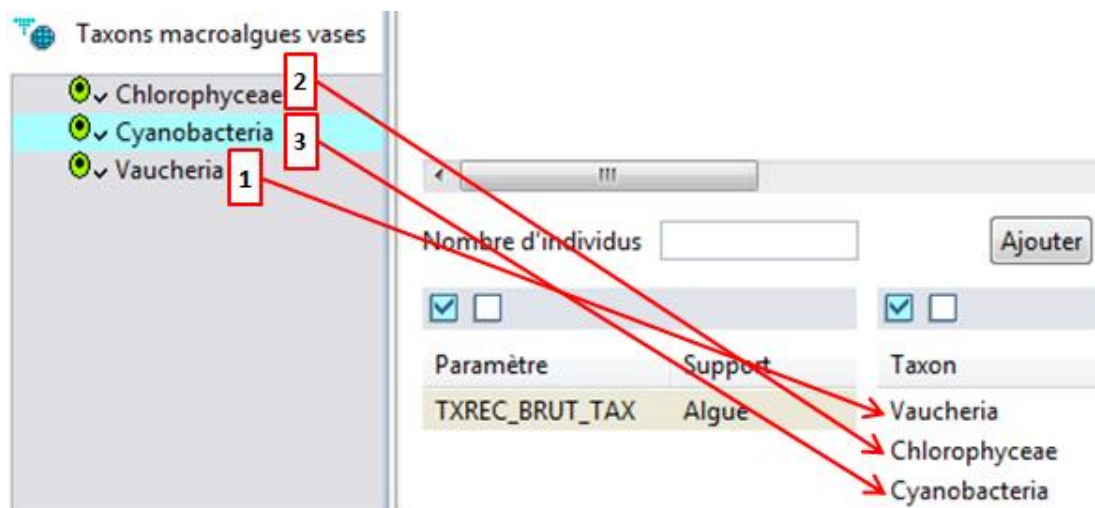 Taxons macroalgues vases
Chlorophyceae 2
Cyanobacteria 3
Vaucheria 1
Nombre d'individus Ajouter
Paramètre Support Taxon
TXREC_BRUT_TAX Algue Vaucheria
Chlorophyceae
Cyanobacteria